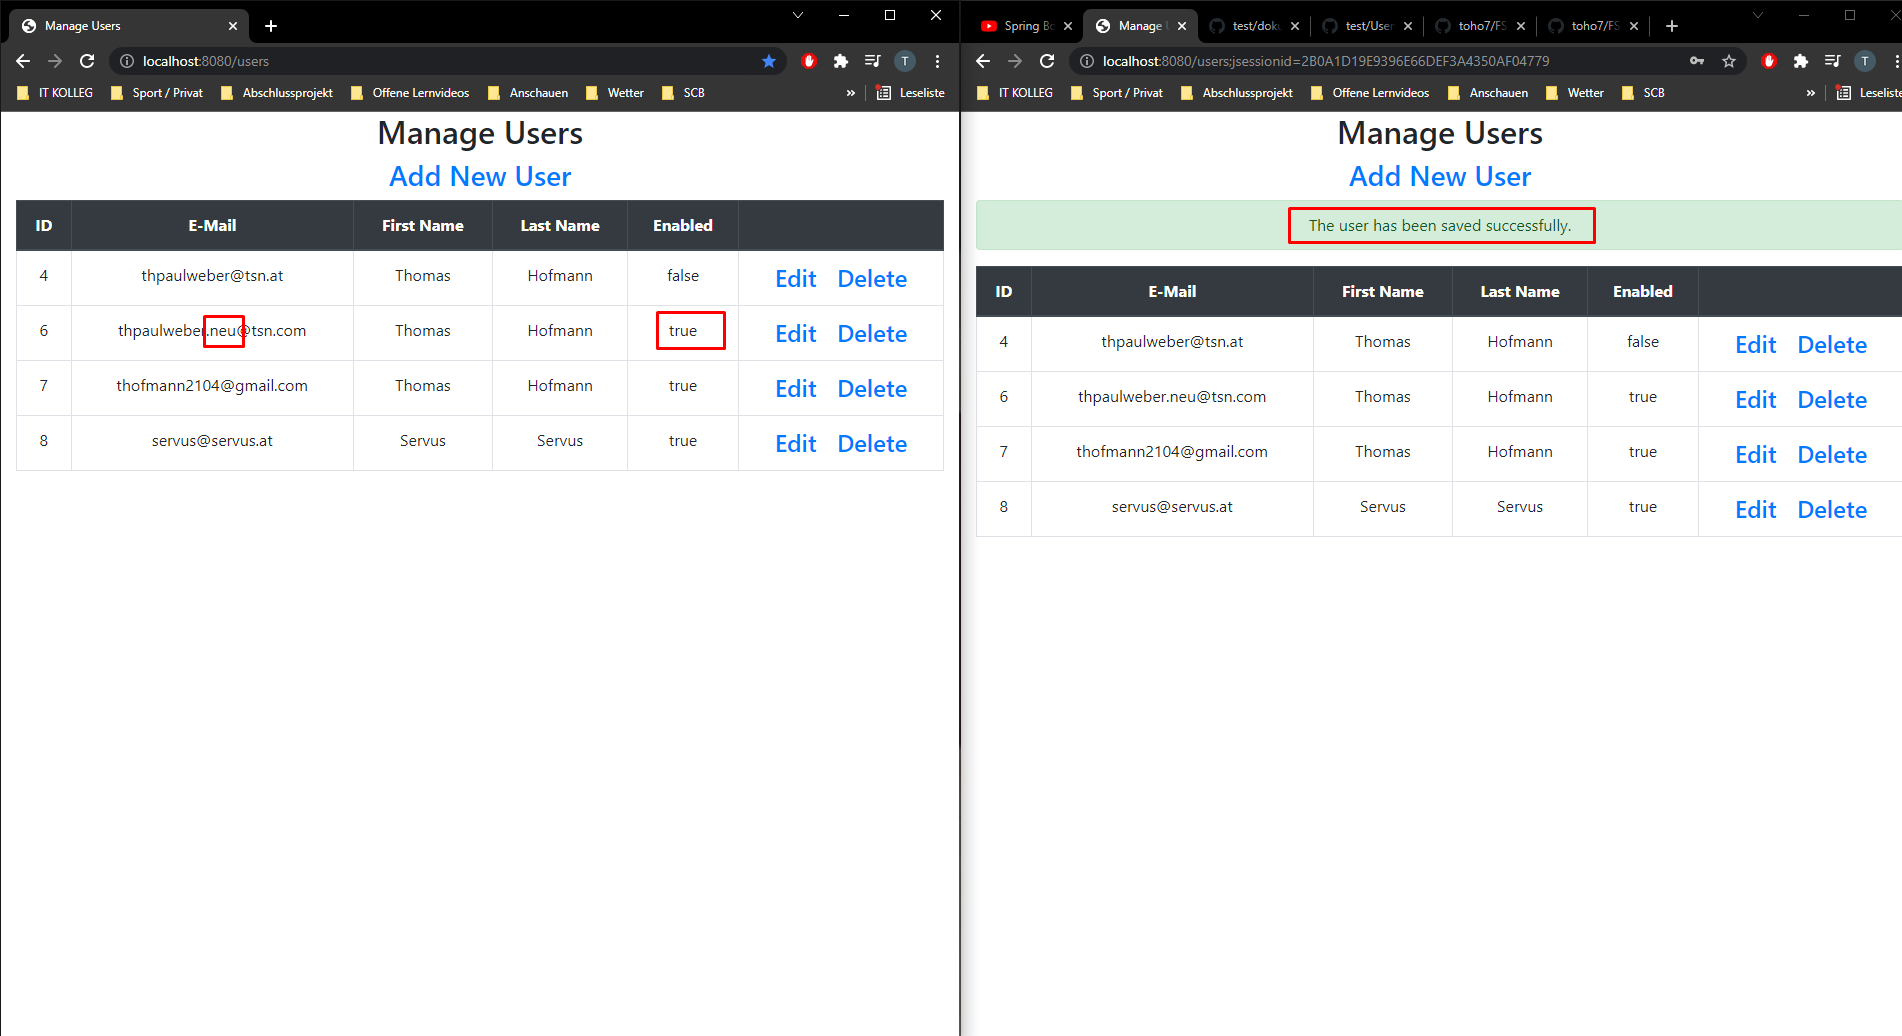 Manage Users
localhost:8080/users
T
IT KOLLEG Sport / Privat Abschlussprojekt Offene Lernvideos Anschauen Wetter SCB » Leseliste
Manage Users
Add New User
ID E-Mail First Name Last Name Enabled
4 thpaulweber@tsn.at Thomas Hofmann false Edit Delete
6 thpaulweber.neu@tsn.com Thomas Hofmann true Edit Delete
7 thofmann2104@gmail.com Thomas Hofmann true Edit Delete
8 servus@servus.at Servus Servus true Edit Delete
Spring Bo Manage U test/doku test/User toho7/FS toho7/FS
localhost:8080/users;jsessionid=2B0A1D19E9396E66DEF3A4350AF04779
T
IT KOLLEG Sport / Privat Abschlussprojekt Offene Lernvideos Anschauen Wetter SCB » Leseliste
Manage Users
Add New User
The user has been saved successfully.
ID E-Mail First Name Last Name Enabled
4 thpaulweber@tsn.at Thomas Hofmann false Edit Delete
6 thpaulweber.neu@tsn.com Thomas Hofmann true Edit Delete
7 thofmann2104@gmail.com Thomas Hofmann true Edit Delete
8 servus@servus.at Servus Servus true Edit Delete